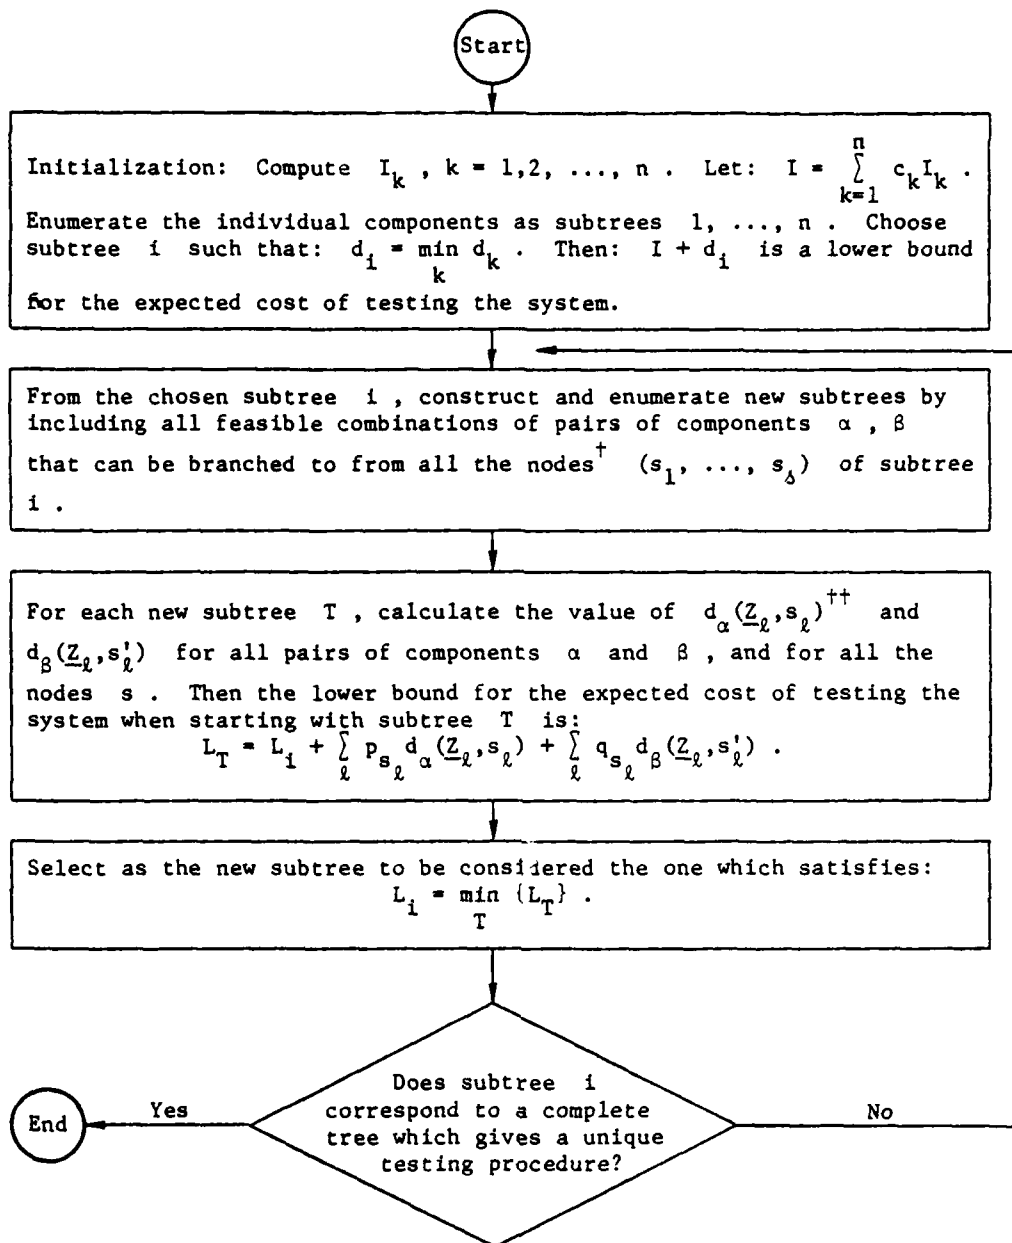 Start
Initialization: Compute I_k , k = 1,2, ..., n . Let: I = \sum_{k=1}^{n} c_k I_k .
Enumerate the individual components as subtrees 1, ..., n . Choose
subtree i such that: d_i = min_k d_k . Then: I + d_i is a lower bound
for the expected cost of testing the system.
From the chosen subtree i , construct and enumerate new subtrees by
including all feasible combinations of pairs of components α , β
that can be branched to from all the nodes† (s_1, ..., s_s) of subtree
i .
For each new subtree T , calculate the value of d_α(Z_ℓ,s_ℓ)†† and
d_β(Z_ℓ,s'_ℓ) for all pairs of components α and β , and for all the
nodes s . Then the lower bound for the expected cost of testing the
system when starting with subtree T is:
L_T = L_i + \sum_ℓ p_{s_ℓ} d_α(Z_ℓ,s_ℓ) + \sum_ℓ q_{s_ℓ} d_β(Z_ℓ,s'_ℓ) .
Select as the new subtree to be considered the one which satisfies:
L_i = min_T {L_T} .
Does subtree i
correspond to a complete
tree which gives a unique
testing procedure?
Yes
End
No